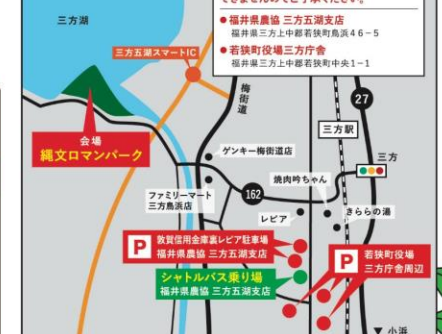 できませんのでご了承ください。
●福井県農協 三方五湖支店
福井県三方上中郡若狭町鳥浜46-5
●若狭町役場三方庁舎
福井県三方上中郡若狭町中央1-1
三方湖
三方五湖スマートIC
梅街道
27
三方駅
会場
縄文ロマンパーク
ゲンキー梅街道店
三方
焼肉吟ちゃん
ファミリーマート
三方鳥浜店
162
レピア
きららの湯
P
敦賀信用金庫裏レピア駐車場
福井県農協 三方五湖支店
P
若狭町役場
三方庁舎周辺
シャトルバス乗り場
福井県農協 三方五湖支店
▼小浜